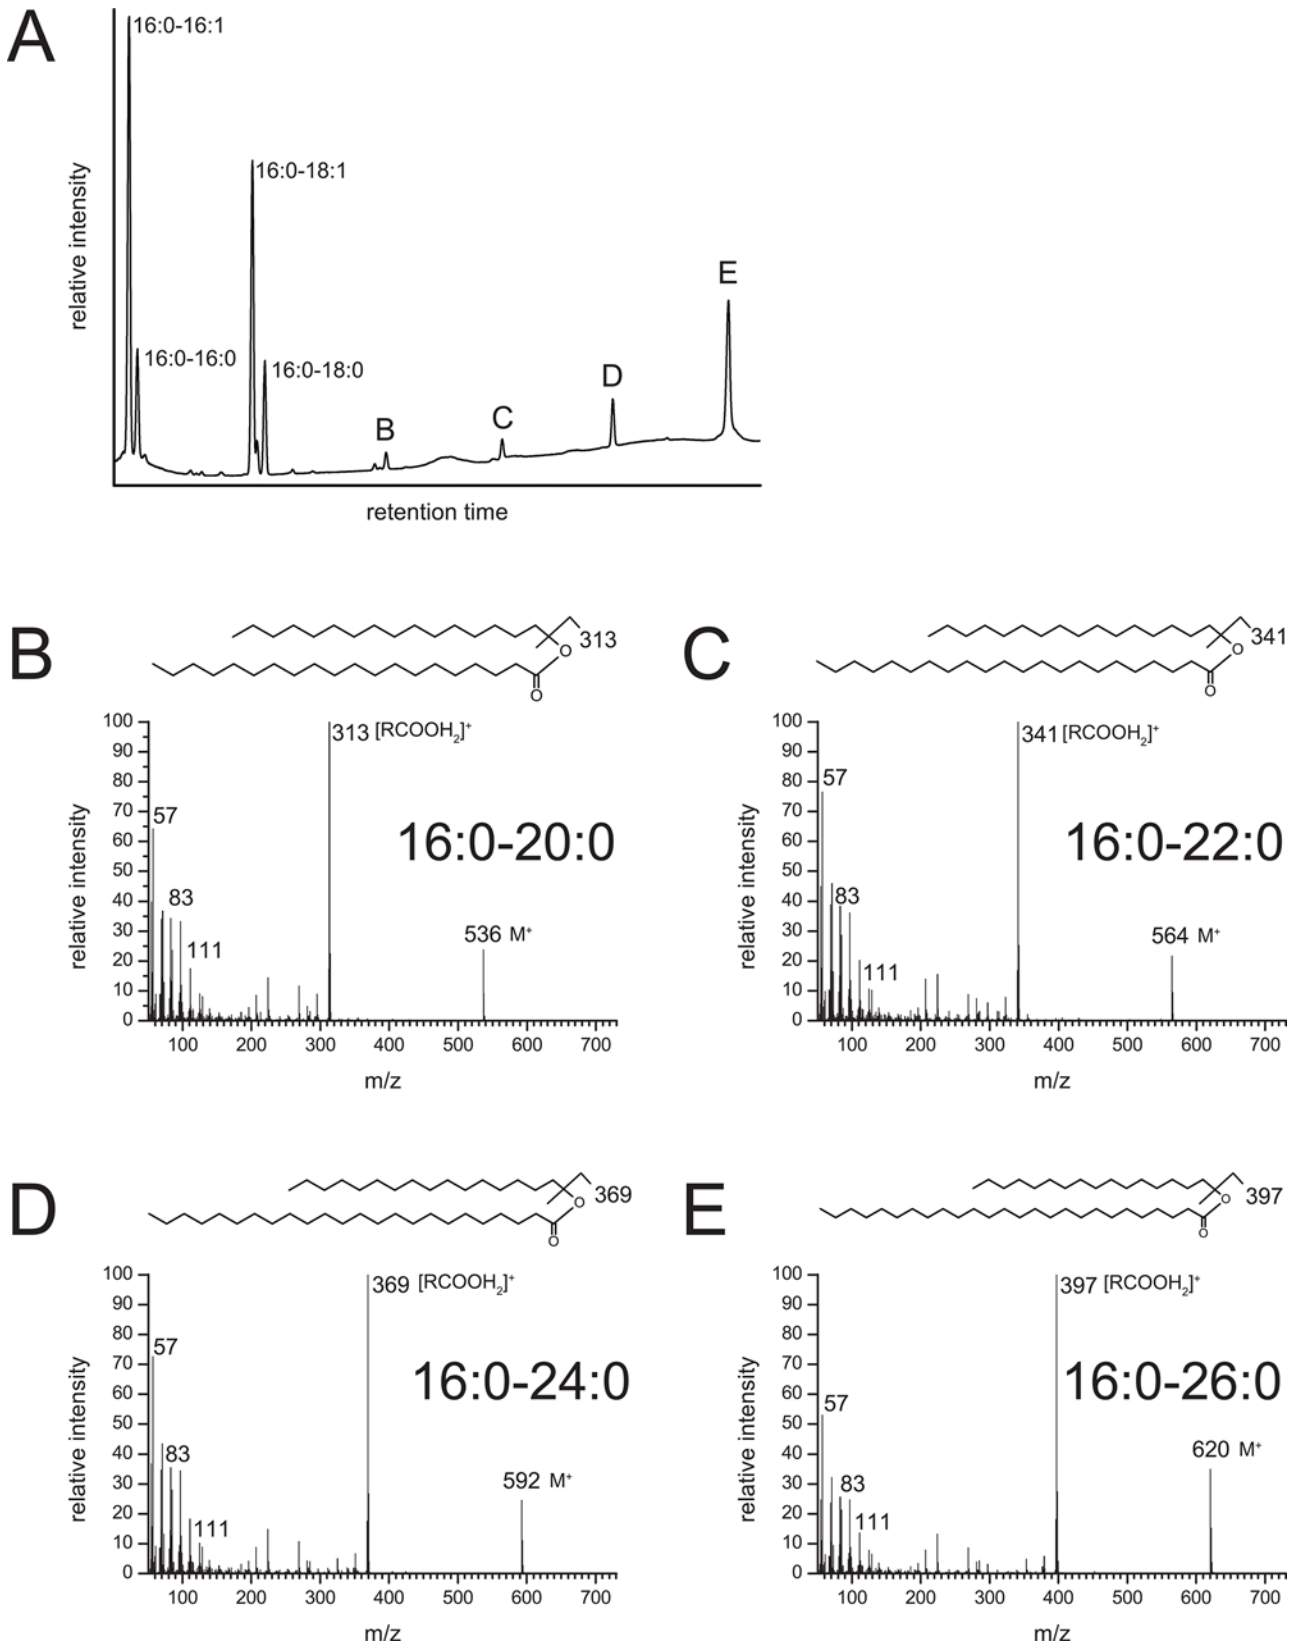 A
relative intensity
16:0-16:1
16:0-16:0
16:0-18:1
16:0-18:0
B
C
D
E
retention time
B
313
O
O
relative intensity
100
90
80
70
60
50
40
30
20
10
0
57
83
111
313 [RCOOH₂]⁺
16:0-20:0
536 M⁺
100 200 300 400 500 600 700
m/z
C
341
O
O
relative intensity
100
90
80
70
60
50
40
30
20
10
0
57
83
111
341 [RCOOH₂]⁺
16:0-22:0
564 M⁺
100 200 300 400 500 600 700
m/z
D
369
O
O
relative intensity
100
90
80
70
60
50
40
30
20
10
0
57
83
111
369 [RCOOH₂]⁺
16:0-24:0
592 M⁺
100 200 300 400 500 600 700
m/z
E
397
O
O
relative intensity
100
90
80
70
60
50
40
30
20
10
0
57
83
111
397 [RCOOH₂]⁺
16:0-26:0
620 M⁺
100 200 300 400 500 600 700
m/z